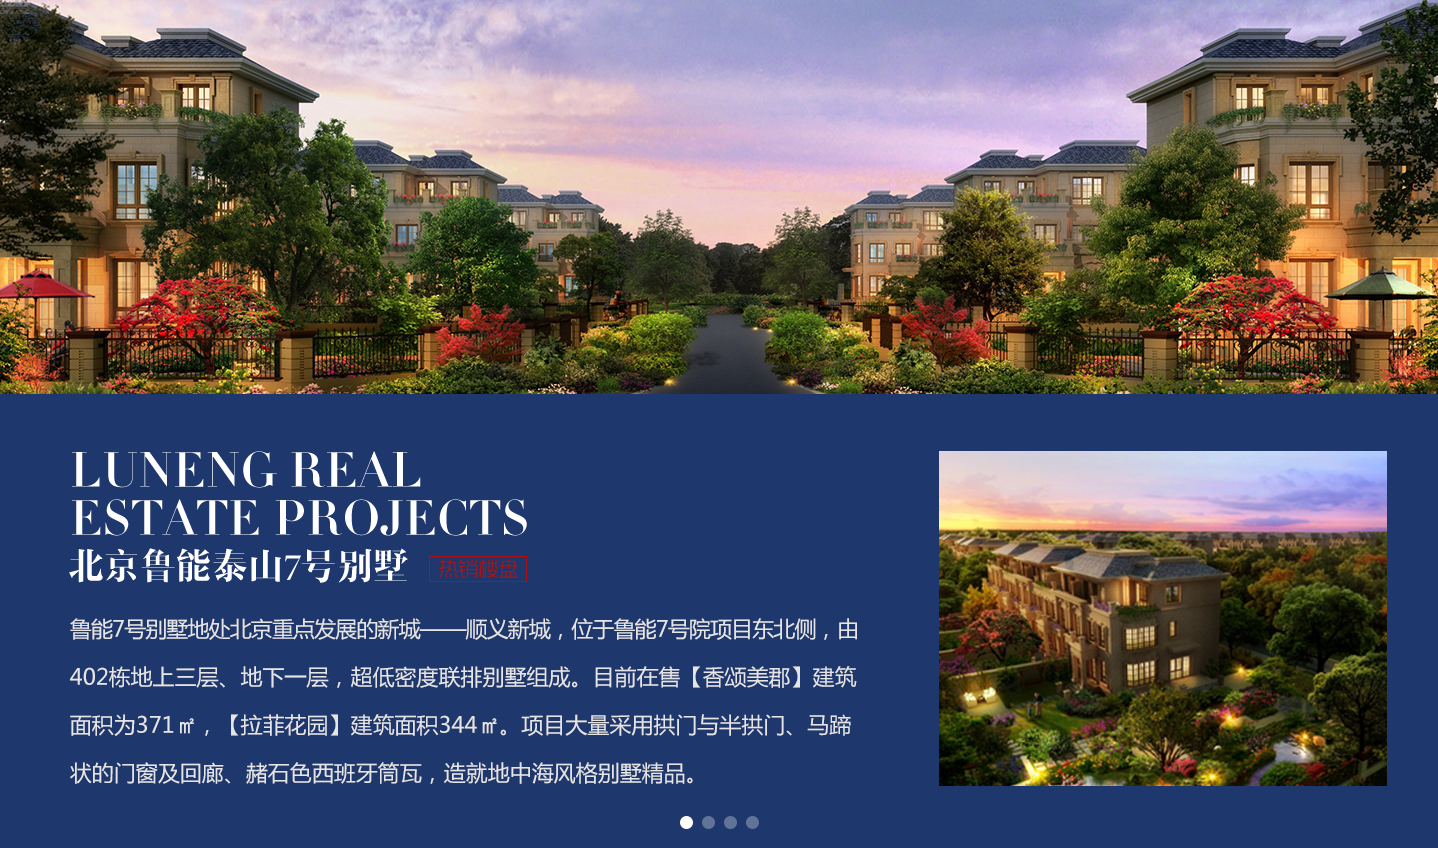 LUNENG REAL
ESTATE PROJECTS
北京鲁能泰山7号别墅 热销楼盘
鲁能7号别墅地处北京重点发展的新城——顺义新城，位于鲁能7号院项目东北侧，由
402栋地上三层、地下一层，超低密度联排别墅组成。目前在售【香颂美郡】建筑
面积为371㎡，【拉菲花园】建筑面积344㎡。项目大量采用拱门与半拱门、马蹄
状的门窗及回廊、赭石色西班牙筒瓦，造就地中海风格别墅精品。